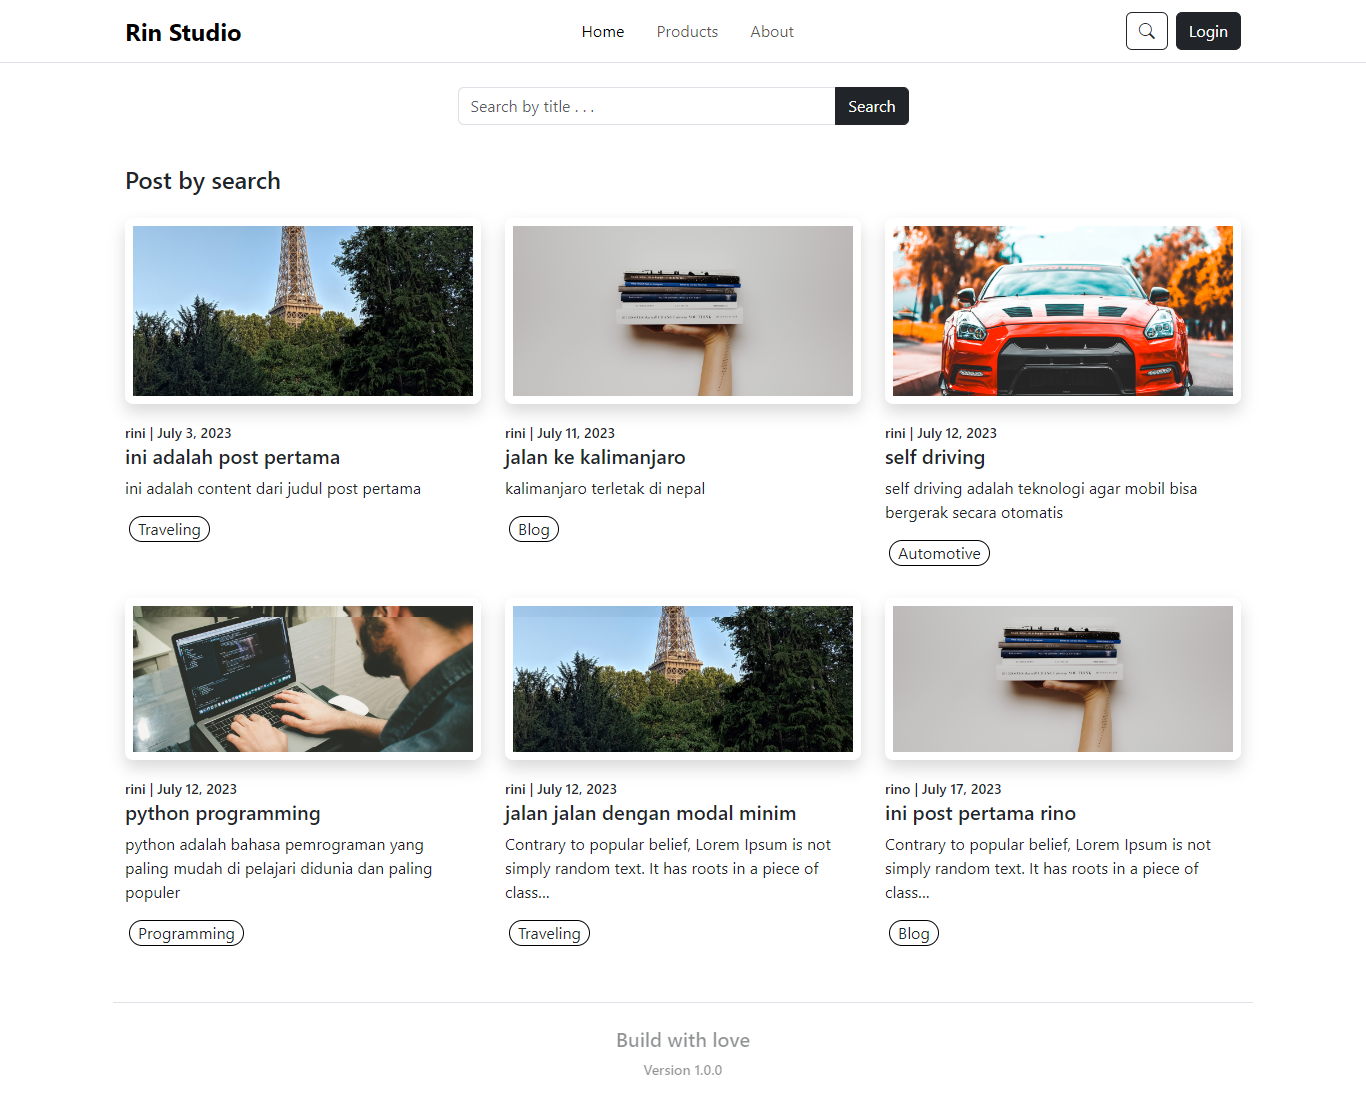 Rin Studio
Home Products About
Login
Search by title . . .
Search
Post by search
rini | July 3, 2023
ini adalah post pertama
ini adalah content dari judul post pertama
Traveling
rini | July 11, 2023
jalan ke kalimanjaro
kalimanjaro terletak di nepal
Blog
rini | July 12, 2023
self driving
self driving adalah teknologi agar mobil bisa
bergerak secara otomatis
Automotive
rini | July 12, 2023
python programming
python adalah bahasa pemrograman yang
paling mudah di pelajari didunia dan paling
populer
Programming
rini | July 12, 2023
jalan jalan dengan modal minim
Contrary to popular belief, Lorem Ipsum is not
simply random text. It has roots in a piece of
class...
Traveling
rino | July 17, 2023
ini post pertama rino
Contrary to popular belief, Lorem Ipsum is not
simply random text. It has roots in a piece of
class...
Blog
Build with love
Version 1.0.0